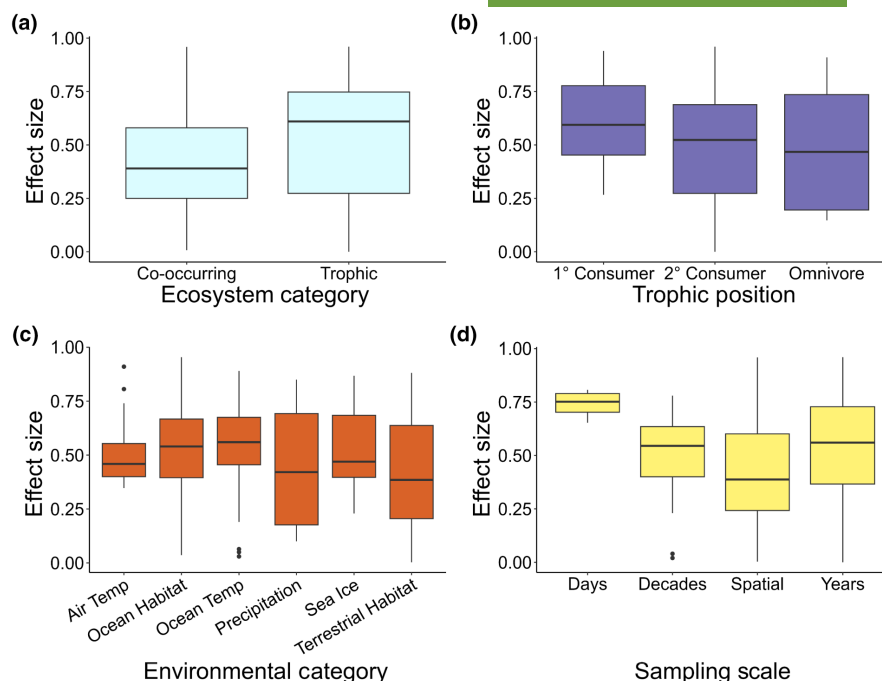 (a)
1.00
0.75
0.50
0.25
0.00
Effect size
Co-occurring Trophic
Ecosystem category
(b)
1.00
0.75
0.50
0.25
0.00
Effect size
1° Consumer 2° Consumer Omnivore
Trophic position
(c)
1.00
0.75
0.50
0.25
0.00
Effect size
Air Temp
Ocean Habitat
Ocean Temp
Precipitation
Sea Ice
Terrestrial Habitat
Environmental category
(d)
1.00
0.75
0.50
0.25
0.00
Effect size
Days Decades Spatial Years
Sampling scale